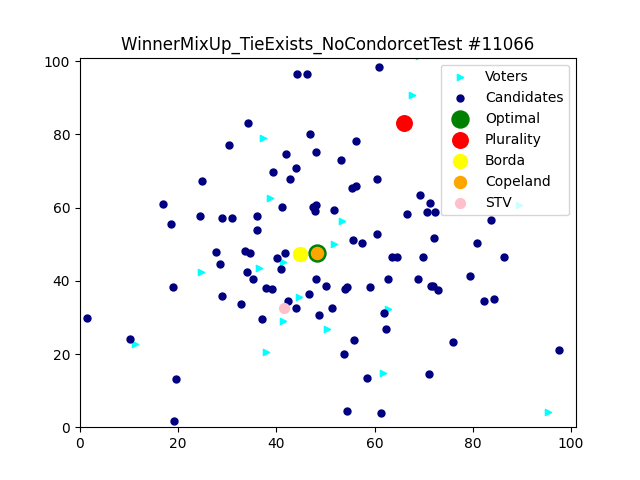 WinnerMixUp_TieExists_NoCondorcetTest #11066
100
80
60
40
20
0
0
20
40
60
80
100
Voters
Candidates
Optimal
Plurality
Borda
Copeland
STV